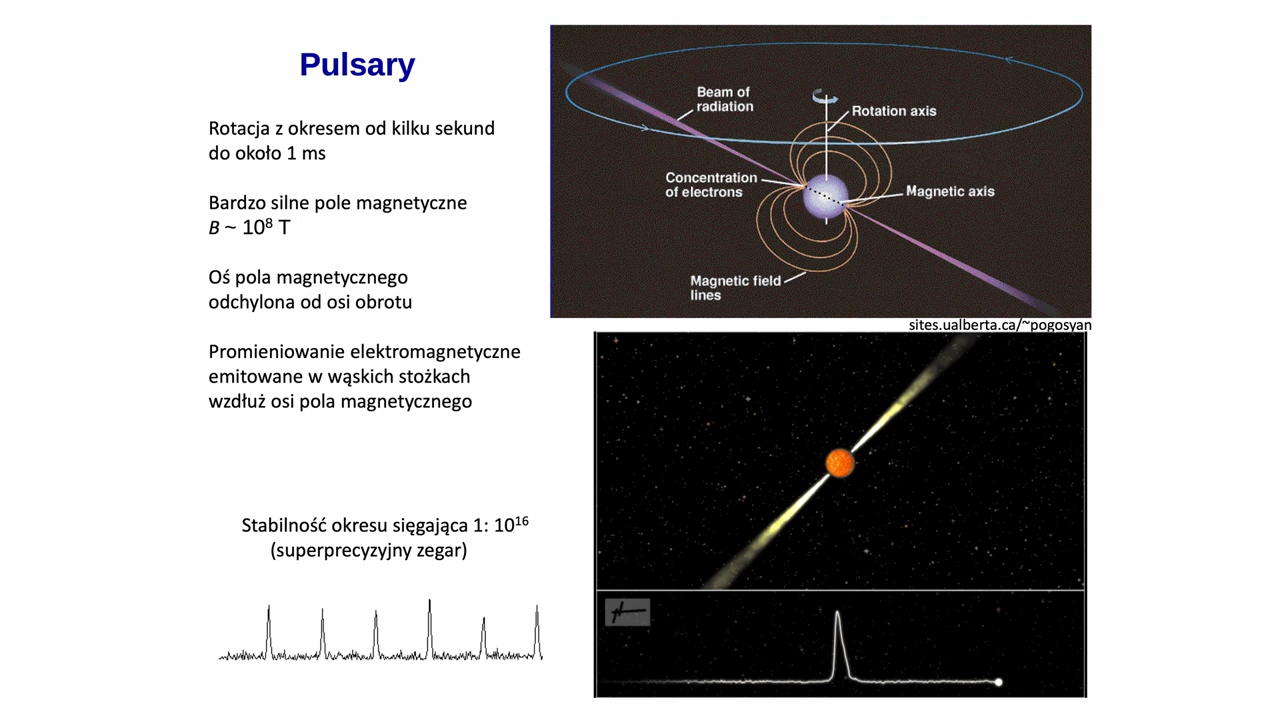 Pulsary
Rotacja z okresem od kilku sekund
do około 1 ms
Bardzo silne pole magnetyczne
B ~ 10⁸ T
Oś pola magnetycznego
odchylona od osi obrotu
Promieniowanie elektromagnetyczne
emitowane w wąskich stożkach
wzdłuż osi pola magnetycznego
Stabilność okresu sięgająca 1: 10¹⁶
(superprecyzyjny zegar)
Beam of
radiation
Rotation axis
Concentration
of electrons
Magnetic axis
Magnetic field
lines
sites.ualberta.ca/~pogosyan